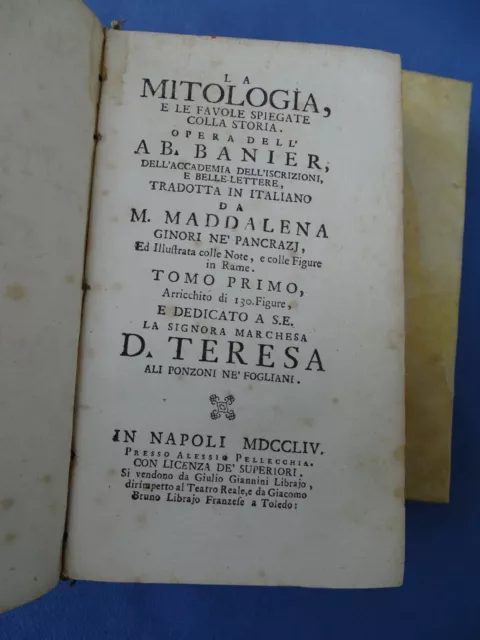 LA
MITOLOGIA,
E LE FAVOLE SPIEGATE
COLLA STORIA.
OPERA DELL'
AB. BANIER,
DELL'ACCADEMIA DELL'ISCRIZIONI,
E BELLE-LETTERE,
TRADOTTA IN ITALIANO
DA
M. MADDALENA
GINORI NE' PANCRAZJ,
Ed Illuſtrata colle Note, e colle Figure
in Rame.
TOMO PRIMO,
Arricchito di 130. Figure,
E DEDICATO A S.E.
LA SIGNORA MARCHESA
D. TERESA
ALI PONZONI NE' FOGLIANI.
IN NAPOLI MDCCLIV.
PRESSO ALESSIO PELLECCHIA.
CON LICENZA DE' SUPERIORI.
Si vendono da Giulio Giannini Librajo,
dirimpetto al Teatro Reale, e da Giacomo
Bruno Librajo Franzeſe a Toledo: